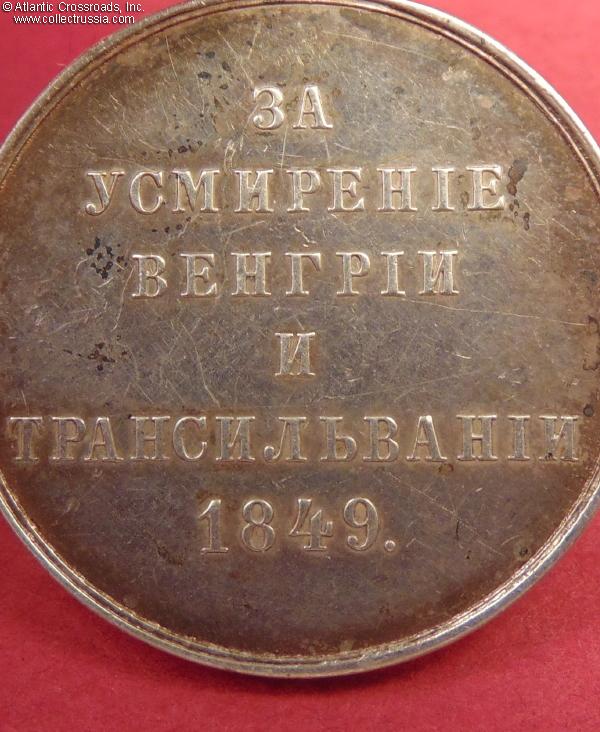 © Atlantic Crossroads, Inc.
www.collectrussia.com
ЗА
УСМИРЕНІЕ
ВЕНГРІИ
И
ТРАНСИЛЬВАНІИ
1849.